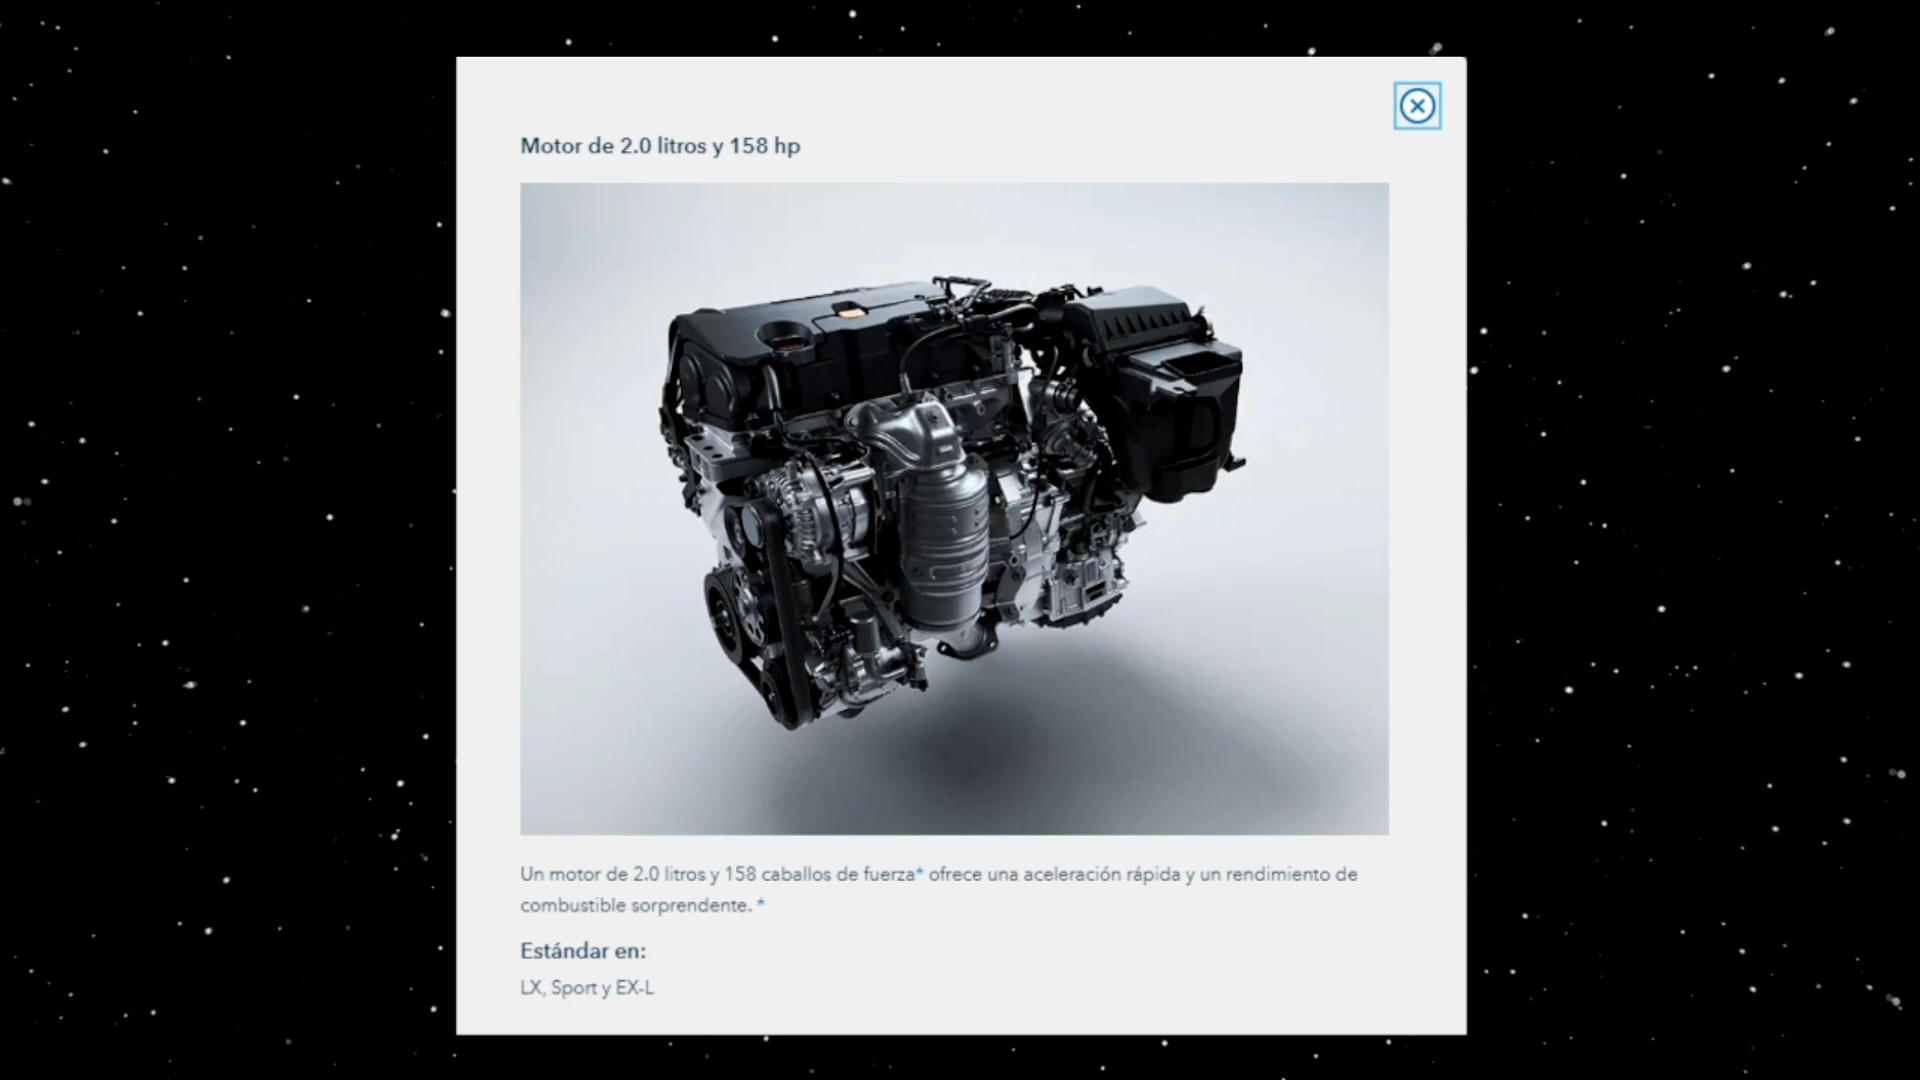 Motor de 2.0 litros y 158 hp
Un motor de 2.0 litros y 158 caballos de fuerza* ofrece una aceleración rápida y un rendimiento de
combustible sorprendente. *
Estándar en:
LX, Sport y EX-L